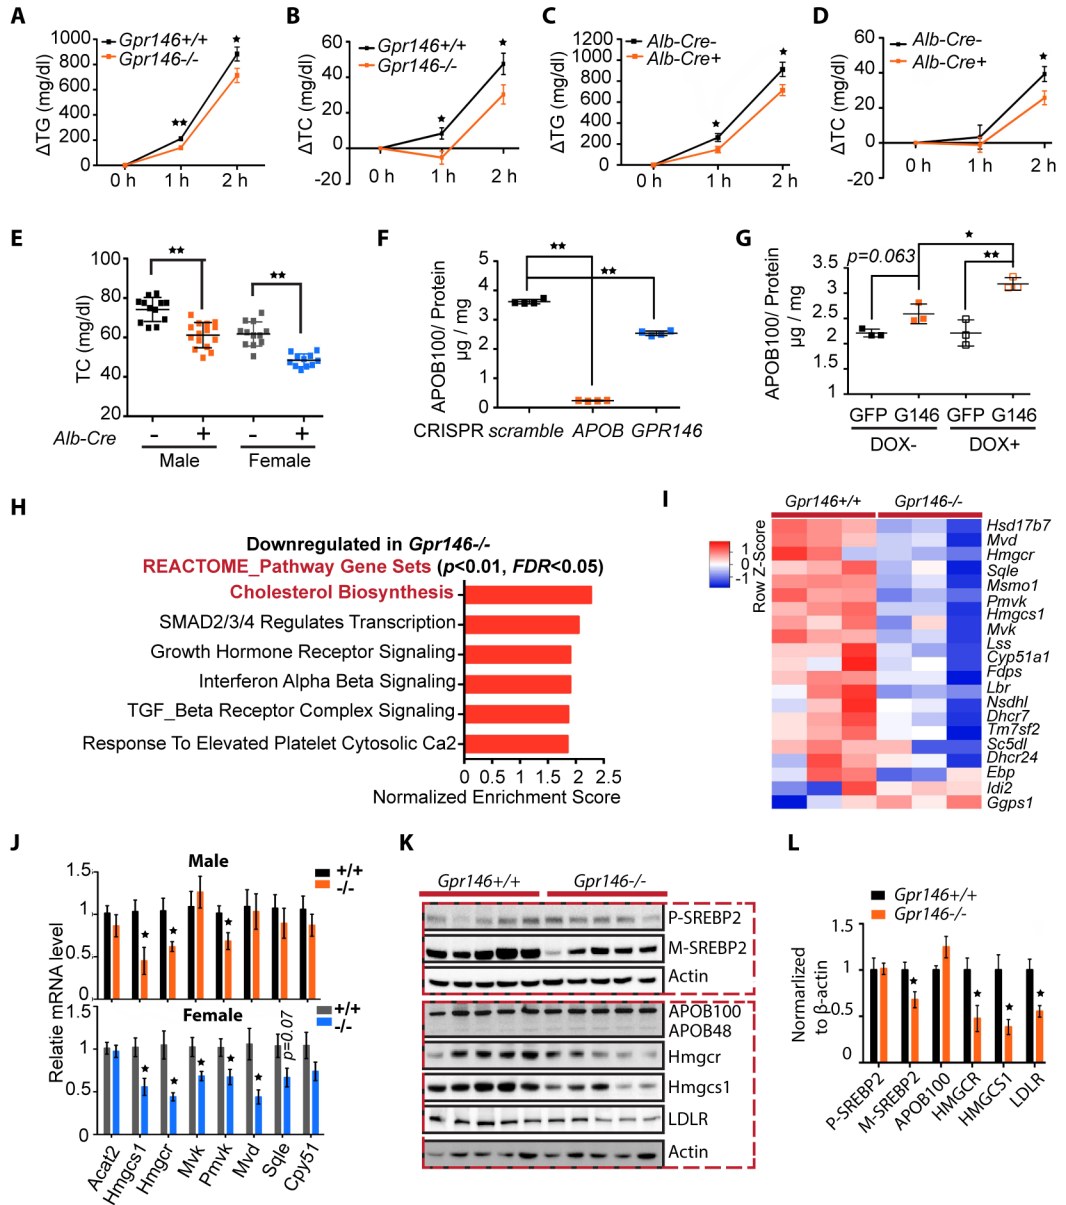 A
ΔTG (mg/dl)
1000
800
600
400
200
0
Gpr146+/+
Gpr146-/-
★★
★
0 h 1 h 2 h
B
ΔTC (mg/dl)
60
40
20
0
-20
Gpr146+/+
Gpr146-/-
★
★
0 h 1 h 2 h
C
ΔTG (mg/dl)
1200
1000
800
600
400
200
0
Alb-Cre-
Alb-Cre+
★
★
0 h 1 h 2 h
D
ΔTC (mg/dl)
60
40
20
0
-20
Alb-Cre-
Alb-Cre+
★
0 h 1 h 2 h
E
TC (mg/dl)
100
80
60
40
20
★★
★★
Alb-Cre - + - +
Male Female
F
APOB100/ Protein
μg / mg
5
4
3
2
1
0
★★
★★
CRISPR scramble APOB GPR146
G
APOB100/ Protein
μg / mg
3.5
3
2.5
2
1.5
1
p=0.063
★
★★
GFP G146 GFP G146
DOX- DOX+
H
Downregulated in Gpr146-/-
REACTOME_Pathway Gene Sets (p<0.01, FDR<0.05)
Cholesterol Biosynthesis
SMAD2/3/4 Regulates Transcription
Growth Hormone Receptor Signaling
Interferon Alpha Beta Signaling
TGF_Beta Receptor Complex Signaling
Response To Elevated Platelet Cytosolic Ca2
0 0.5 1 1.5 2 2.5
Normalized Enrichment Score
I
Gpr146+/+ Gpr146-/-
1
0
-1
Row Z-Score
Hsd17b7
Mvd
Hmgcr
Sqle
Msmo1
Pmvk
Hmgcs1
Mvk
Lss
Cyp51a1
Fdps
Lbr
Nsdhl
Dhcr7
Tm7sf2
Sc5dl
Dhcr24
Ebp
Idi2
Ggps1
J
Relatie mRNA level
Male
+/+
-/-
1.5
1
0.5
0
★ ★ ★
Female
+/+
-/-
1.5
1
0.5
0
★ ★ ★ ★ ★
p=0.07
Acat2 Hmgcs1 Hmgcr Mvk Pmvk Mvd Sqle Cpy51
K
Gpr146+/+ Gpr146-/-
P-SREBP2
M-SREBP2
Actin
APOB100
APOB48
Hmgcr
Hmgcs1
LDLR
Actin
L
Gpr146+/+
Gpr146-/-
Normarlized
to β-actin
1.5
1
0.5
0
★ ★ ★ ★
P-SREBP2 M-SREBP2 APOB100 HMGCR HMGCS1 LDLR